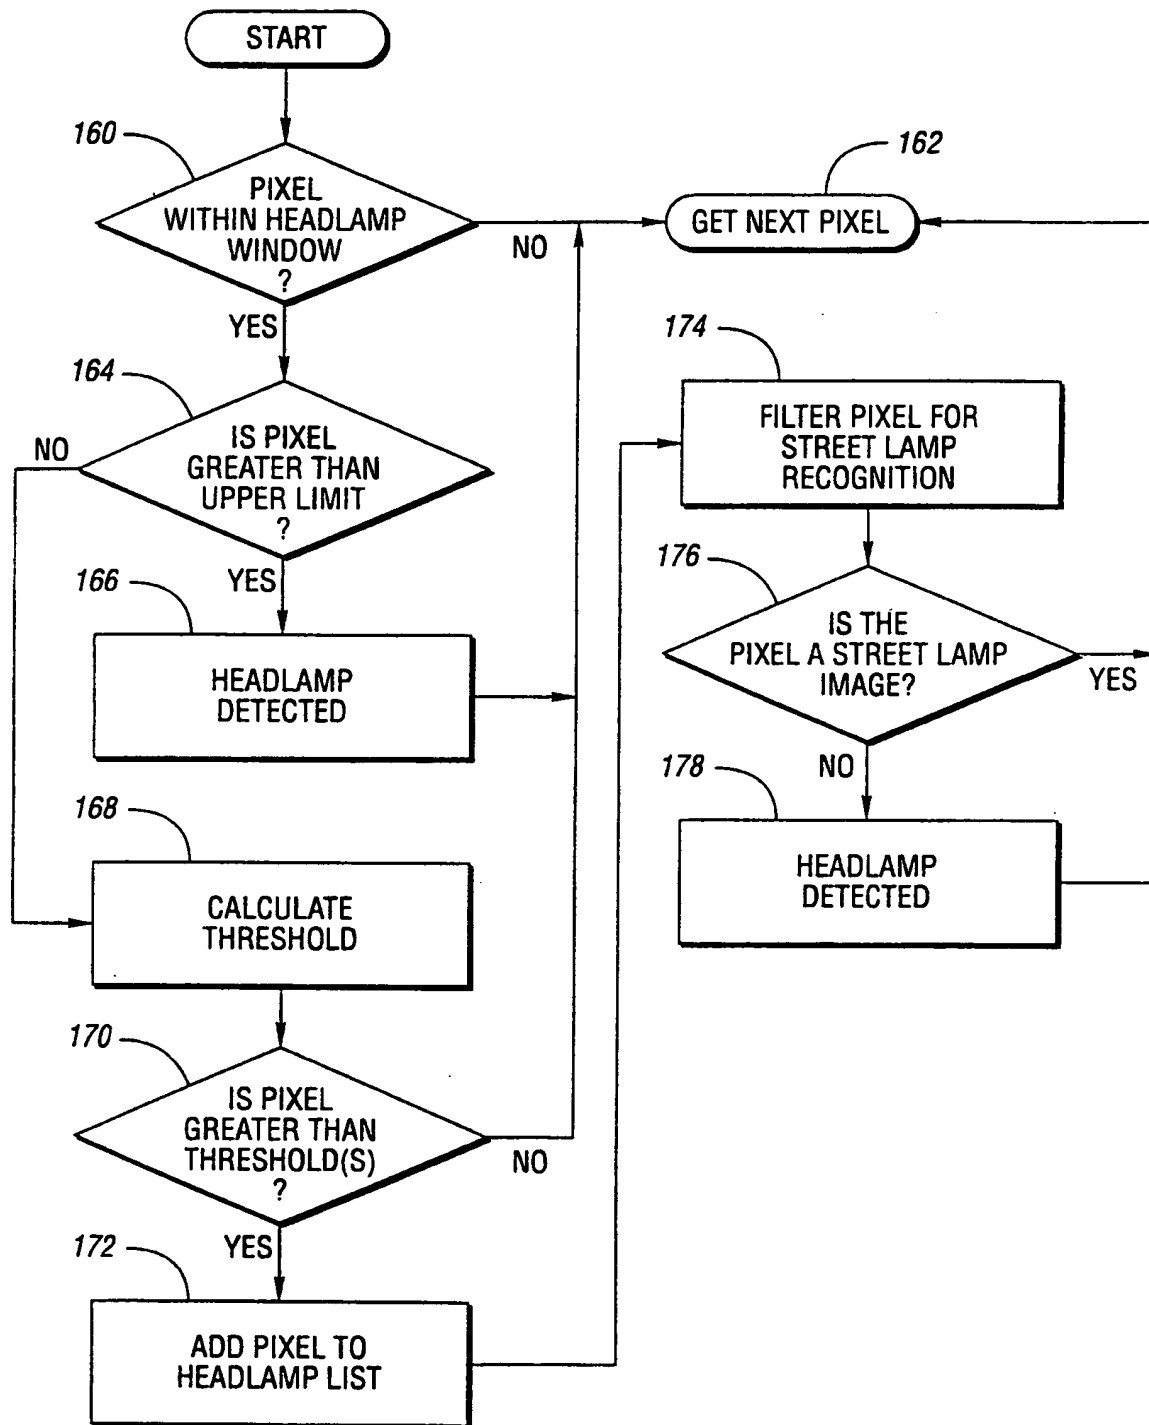 START
160
PIXEL
WITHIN HEADLAMP
WINDOW
?
NO
YES
162
GET NEXT PIXEL
164
NO
IS PIXEL
GREATER THAN
UPPER LIMIT
?
YES
166
HEADLAMP
DETECTED
168
CALCULATE
THRESHOLD
170
IS PIXEL
GREATER THAN
THRESHOLD(S)
?
NO
YES
172
ADD PIXEL TO
HEADLAMP LIST
174
FILTER PIXEL FOR
STREET LAMP
RECOGNITION
176
IS THE
PIXEL A STREET LAMP
IMAGE?
YES
NO
178
HEADLAMP
DETECTED